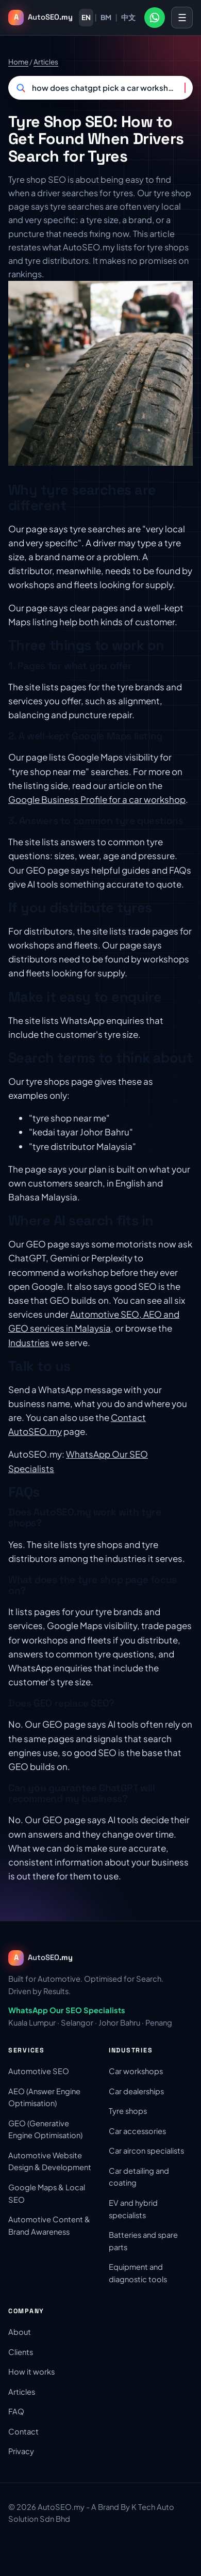 AutoSEO.my EN | BM | 中文
Home / Articles
how does chatgpt pick a car worksh...
Tyre Shop SEO: How to
Get Found When Drivers
Search for Tyres
Tyre shop SEO is about being easy to find
when a driver searches for tyres. Our tyre shop
page says tyre searches are often very local
and very specific: a tyre size, a brand, or a
puncture that needs fixing now. This article
restates what AutoSEO.my lists for tyre shops
and tyre distributors. It makes no promises on
rankings.
Why tyre searches are
different
Our page says tyre searches are "very local
and very specific". A driver may type a tyre
size, a brand name or a problem. A
distributor, meanwhile, needs to be found by
workshops and fleets looking for supply.
Our page says clear pages and a well-kept
Maps listing help both kinds of customer.
Three things to work on
1. Pages for what you offer
The site lists pages for the tyre brands and
services you offer, such as alignment,
balancing and puncture repair.
2. A well-kept Google Maps listing
Our page lists Google Maps visibility for
"tyre shop near me" searches. For more on
the listing side, read our article on the
Google Business Profile for a car workshop.
3. Answers to common tyre questions
The site lists answers to common tyre
questions: sizes, wear, age and pressure.
Our GEO page says helpful guides and FAQs
give AI tools something accurate to quote.
If you distribute tyres
For distributors, the site lists trade pages for
workshops and fleets. Our page says
distributors need to be found by workshops
and fleets looking for supply.
Make it easy to enquire
The site lists WhatsApp enquiries that
include the customer's tyre size.
Search terms to think about
Our tyre shops page gives these as
examples only:
• "tyre shop near me"
• "kedai tayar Johor Bahru"
• "tyre distributor Malaysia"
The page says your plan is built on what your
own customers search, in English and
Bahasa Malaysia.
Where AI search fits in
Our GEO page says some motorists now ask
ChatGPT, Gemini or Perplexity to
recommend a workshop before they ever
open Google. It also says good SEO is the
base that GEO builds on. You can see all six
services under Automotive SEO, AEO and
GEO services in Malaysia, or browse the
Industries we serve.
Talk to us
Send a WhatsApp message with your
business name, what you do and where you
are. You can also use the Contact
AutoSEO.my page.
AutoSEO.my: WhatsApp Our SEO
Specialists
FAQs
Does AutoSEO.my work with tyre
shops?
Yes. The site lists tyre shops and tyre
distributors among the industries it serves.
What does the tyre shop page focus
on?
It lists pages for your tyre brands and
services, Google Maps visibility, trade pages
for workshops and fleets if you distribute,
answers to common tyre questions, and
WhatsApp enquiries that include the
customer's tyre size.
Does GEO replace SEO?
No. Our GEO page says AI tools often rely on
the same pages and signals that search
engines use, so good SEO is the base that
GEO builds on.
Can you guarantee ChatGPT will
recommend my business?
No. Our GEO page says AI tools decide their
own answers and they change over time.
What we can do is make sure accurate,
consistent information about your business
is out there for them to use.
AutoSEO.my
Built for Automotive. Optimised for Search.
Driven by Results.
WhatsApp Our SEO Specialists
Kuala Lumpur · Selangor · Johor Bahru · Penang
SERVICES
Automotive SEO
AEO (Answer Engine
Optimisation)
GEO (Generative
Engine Optimisation)
Automotive Website
Design & Development
Google Maps & Local
SEO
Automotive Content &
Brand Awareness
INDUSTRIES
Car workshops
Car dealerships
Tyre shops
Car accessories
Car aircon specialists
Car detailing and
coating
EV and hybrid
specialists
Batteries and spare
parts
Equipment and
diagnostic tools
COMPANY
About
Clients
How it works
Articles
FAQ
Contact
Privacy
© 2026 AutoSEO.my - A Brand By K Tech Auto
Solution Sdn Bhd